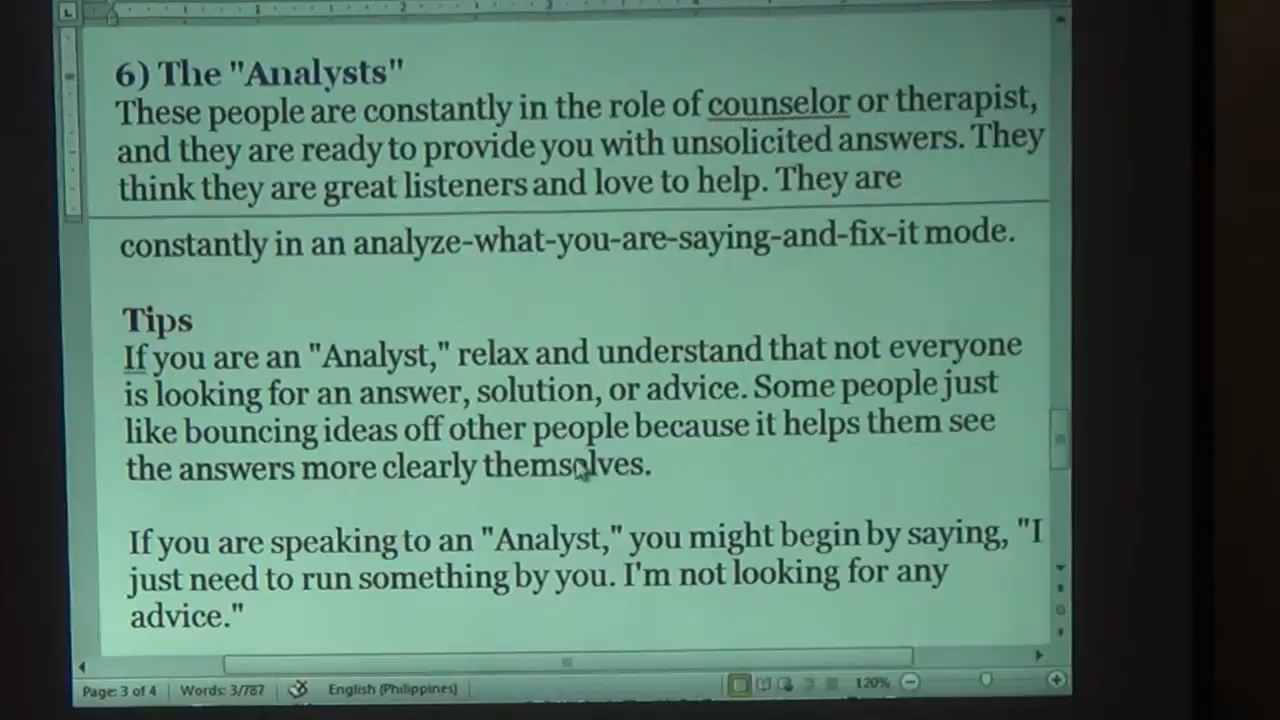 6) The "Analysts"
These people are constantly in the role of counselor or therapist,
and they are ready to provide you with unsolicited answers. They
think they are great listeners and love to help. They are
constantly in an analyze-what-you-are-saying-and-fix-it mode.
Tips
If you are an "Analyst," relax and understand that not everyone
is looking for an answer, solution, or advice. Some people just
like bouncing ideas off other people because it helps them see
the answers more clearly themselves.
If you are speaking to an "Analyst," you might begin by saying, "I
just need to run something by you. I'm not looking for any
advice."
Page: 3 of 4 Words: 3/787 English (Philippines) 120%